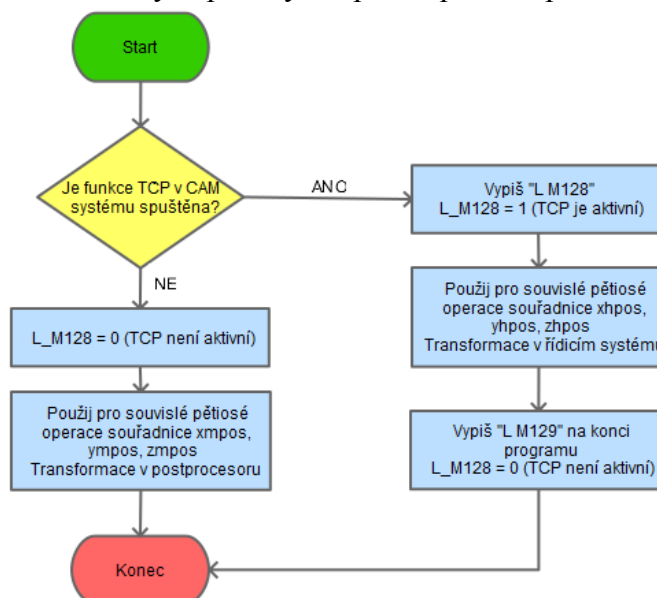 Start
Je funkce TCP v CAM
systému spuštěna?
ANO
NE
L_M128 = 0 (TCP není aktivní)
Použij pro souvislé pětiosé
operace souřadnice xmpos,
ympos, zmpos
Transformace v postprocesoru
Vypiš "L M128"
L_M128 = 1 (TCP je aktivní)
Použij pro souvislé pětiosé
operace souřadnice xhpos,
yhpos, zhpos
Transformace v řídicím systému
Vypiš "L M129" na konci
programu
L_M128 = 0 (TCP není aktivní)
Konec